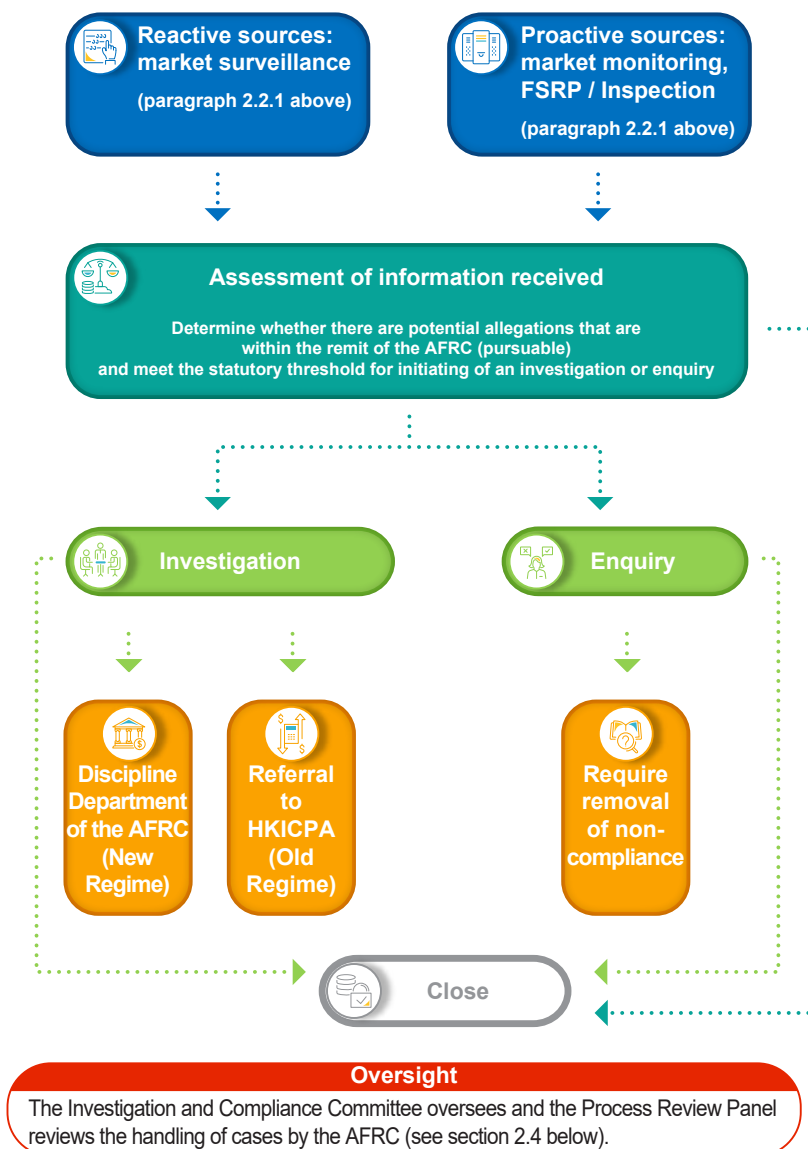 Reactive sources:
market surveillance
(paragraph 2.2.1 above)
Proactive sources:
market monitoring,
FSRP / Inspection
(paragraph 2.2.1 above)
Assessment of information received
Determine whether there are potential allegations that are
within the remit of the AFRC (pursuable)
and meet the statutory threshold for initiating of an investigation or enquiry
Investigation
Enquiry
Discipline
Department
of the AFRC
(New
Regime)
Referral
to
HKICPA
(Old
Regime)
Require
removal
of non-
compliance
Close
Oversight
The Investigation and Compliance Committee oversees and the Process Review Panel
reviews the handling of cases by the AFRC (see section 2.4 below).